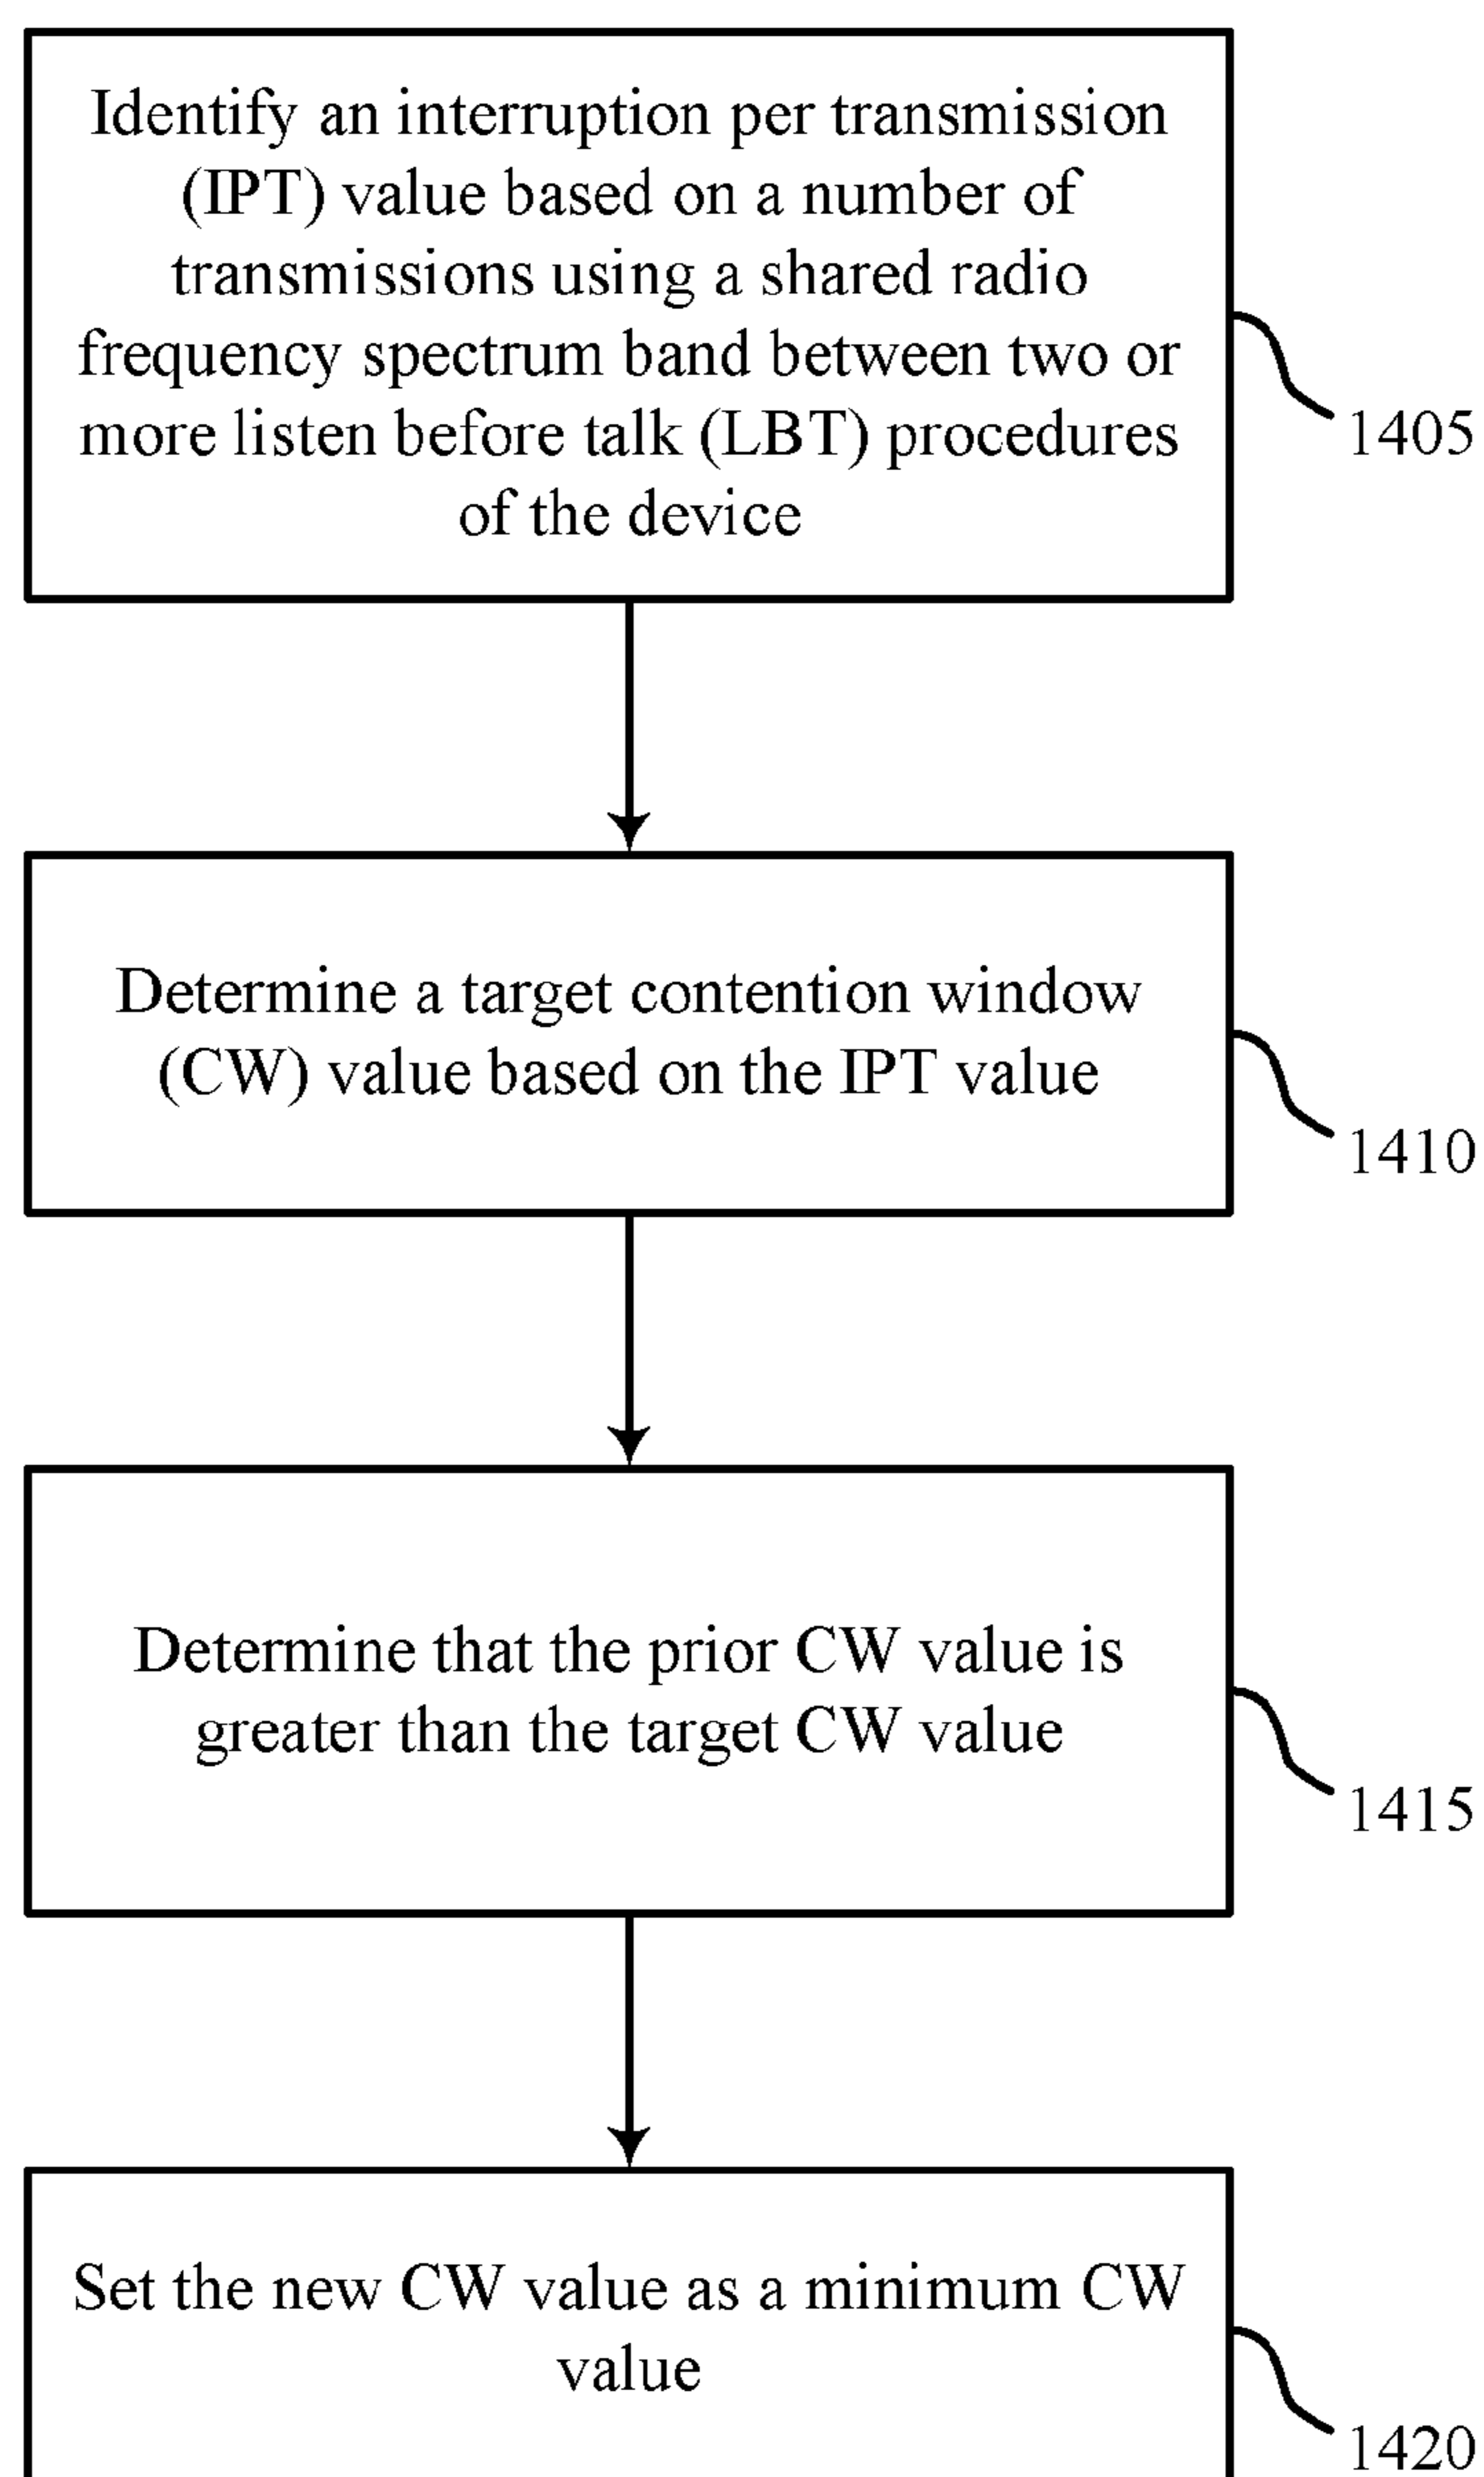 Identify an interruption per transmission
(IPT) value based on a number of
transmissions using a shared radio
frequency spectrum band between two or
more listen before talk (LBT) procedures
of the device
1405
Determine a target contention window
(CW) value based on the IPT value
1410
Determine that the prior CW value is
greater than the target CW value
1415
Set the new CW value as a minimum CW
value
1420